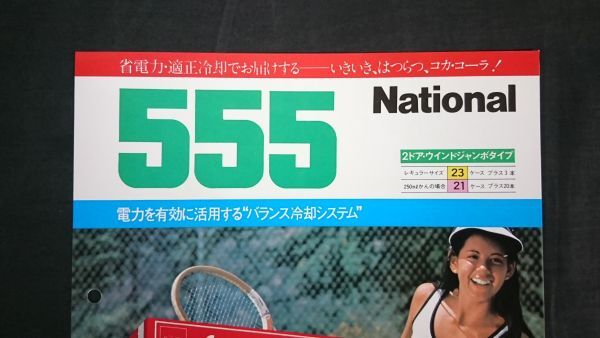 省電力・適正冷却でお届けする――いきいき、はつらつ、コカ・コーラ!
555
National
2ドア・ウインドジャンボタイプ
レギュラーサイズ 23 ケース プラス3本
250mlかんの場合 21 ケース プラス20本
電力を有効に活用する“バランス冷却システム”